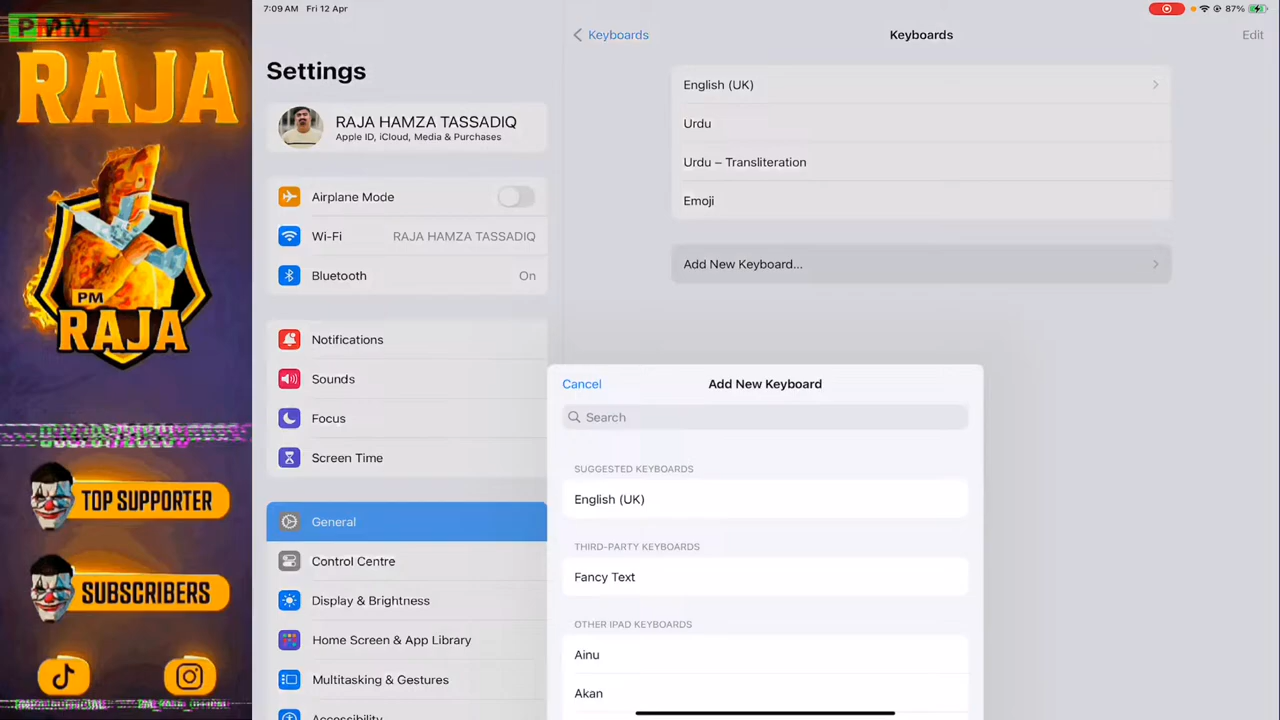 RAJA
PM
RAJA
TOP SUPPORTER
SUBSCRIBERS
7:09 AM Fri 12 Apr
87%
Settings
RAJA HAMZA TASSADIQ
Apple ID, iCloud, Media & Purchases
Airplane Mode
Wi-Fi RAJA HAMZA TASSADIQ
Bluetooth On
Notifications
Sounds
Focus
Screen Time
General
Control Centre
Display & Brightness
Home Screen & App Library
Multitasking & Gestures
Accessibility
Keyboards Keyboards Edit
English (UK)
Urdu
Urdu – Transliteration
Emoji
Add New Keyboard...
Cancel Add New Keyboard
Search
SUGGESTED KEYBOARDS
English (UK)
THIRD-PARTY KEYBOARDS
Fancy Text
OTHER IPAD KEYBOARDS
Ainu
Akan